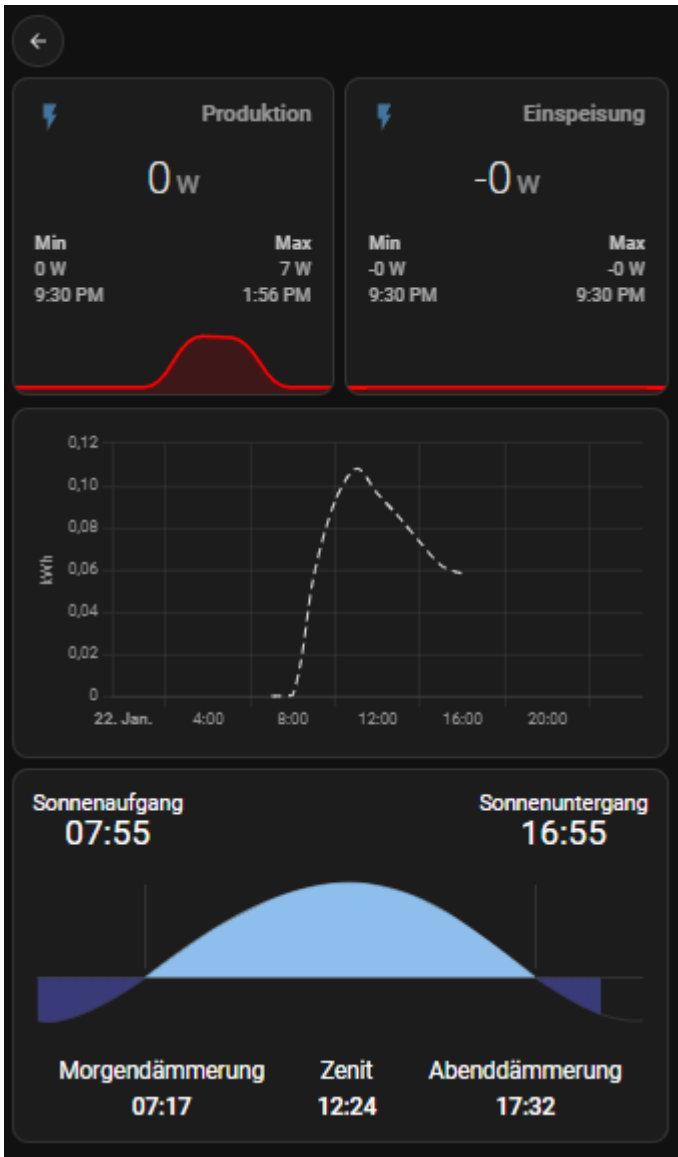 Produktion
0 W
Min Max
0 W 7 W
9:30 PM 1:56 PM
Einspeisung
-0 W
Min Max
-0 W -0 W
9:30 PM 9:30 PM
0,12
0,10
0,08
0,06
0,04
0,02
0
kWh
22. Jan. 4:00 8:00 12:00 16:00 20:00
Sonnenaufgang Sonnenuntergang
07:55 16:55
Morgendämmerung Zenit Abenddämmerung
07:17 12:24 17:32